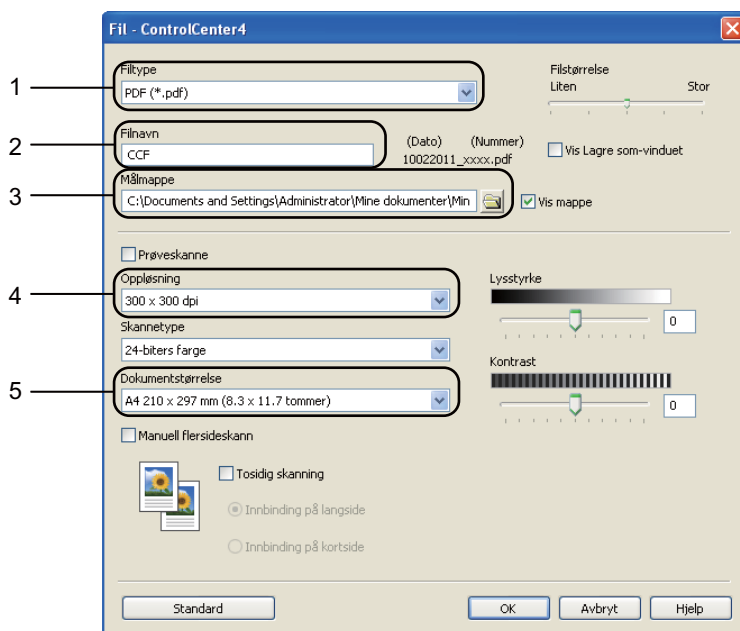 Fil - ControlCenter4
Filtype
1
PDF (*.pdf)
Filstørrelse
Liten
Stor
Filnavn
2
CCF
(Dato)
(Nummer)
10022011_xxxx.pdf
Vis Lagre som-vinduet
Målmappe
3
C:\Documents and Settings\Administrator\Mine dokumenter\Min
Vis mappe
Prøveskanne
Oppløsning
4
300 x 300 dpi
Lysstyrke
0
Skannetype
24-biters farge
Kontrast
0
Dokumentstørrelse
5
A4 210 x 297 mm (8.3 x 11.7 tommer)
Manuell flersideskann
Tosidig skanning
Innbinding på langside
Innbinding på kortside
Standard
OK
Avbryt
Hjelp